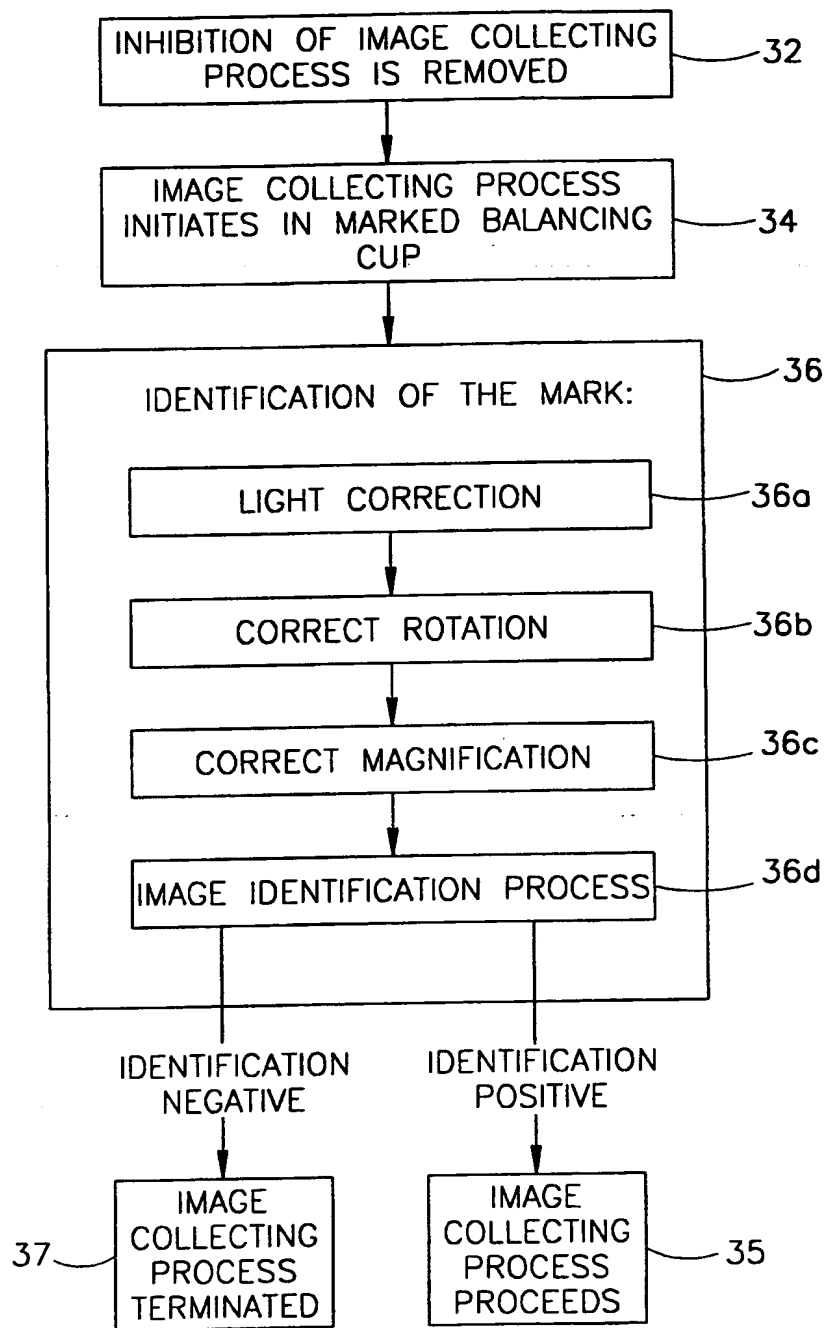 INHIBITION OF IMAGE COLLECTING
PROCESS IS REMOVED
32
IMAGE COLLECTING PROCESS
INITIATES IN MARKED BALANCING
CUP
34
36
IDENTIFICATION OF THE MARK:
LIGHT CORRECTION
36a
CORRECT ROTATION
36b
CORRECT MAGNIFICATION
36c
IMAGE IDENTIFICATION PROCESS
36d
IDENTIFICATION
NEGATIVE
IDENTIFICATION
POSITIVE
37
IMAGE
COLLECTING
PROCESS
TERMINATED
IMAGE
COLLECTING
PROCESS
PROCEEDS
35